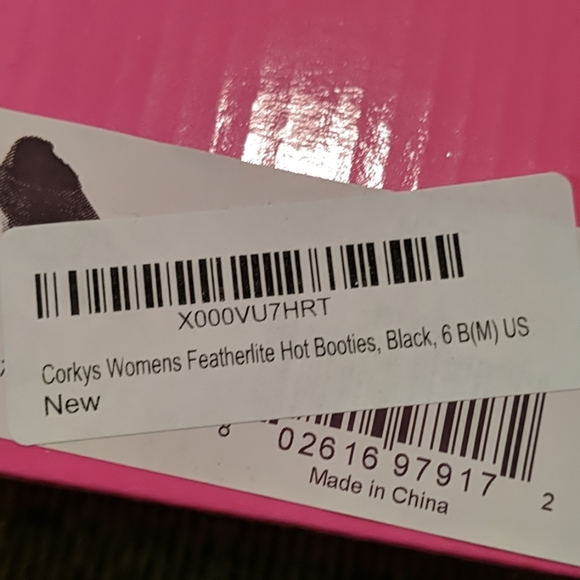 X000VU7HRT
Corkys Womens Featherlite Hot Booties, Black, 6 B(M) US
New
8 02616 97917 2
Made in China